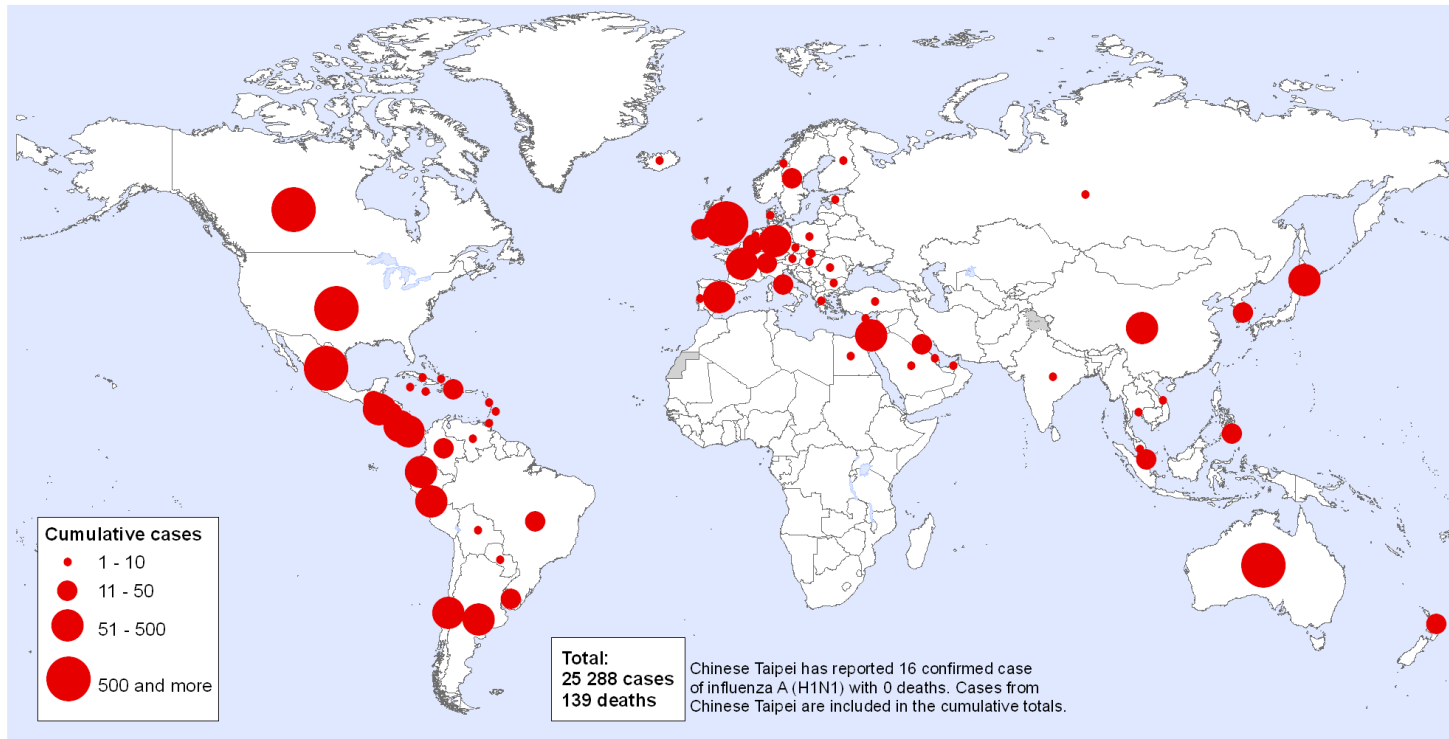 Cumulative cases
1 - 10
11 - 50
51 - 500
500 and more
Total:
25 288 cases
139 deaths
Chinese Taipei has reported 16 confirmed case
of influenza A (H1N1) with 0 deaths. Cases from
Chinese Taipei are included in the cumulative totals.